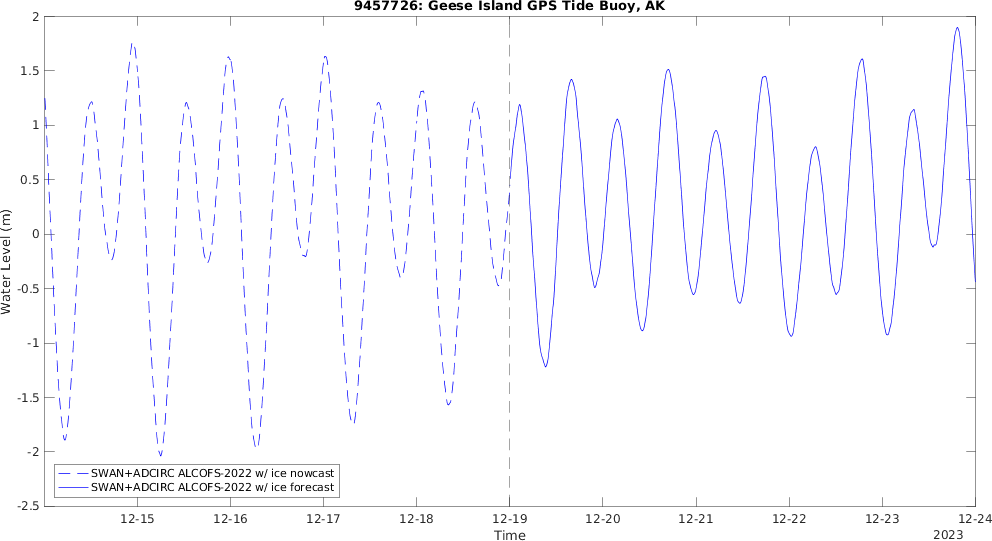 9457726: Geese Island GPS Tide Buoy, AK
2
1.5
1
0.5
0
-0.5
-1
-1.5
-2
-2.5
Water Level (m)
SWAN+ADCIRC ALCOFS-2022 w/ ice nowcast
SWAN+ADCIRC ALCOFS-2022 w/ ice forecast
12-15 12-16 12-17 12-18 12-19 12-20 12-21 12-22 12-23 12-24
Time
2023